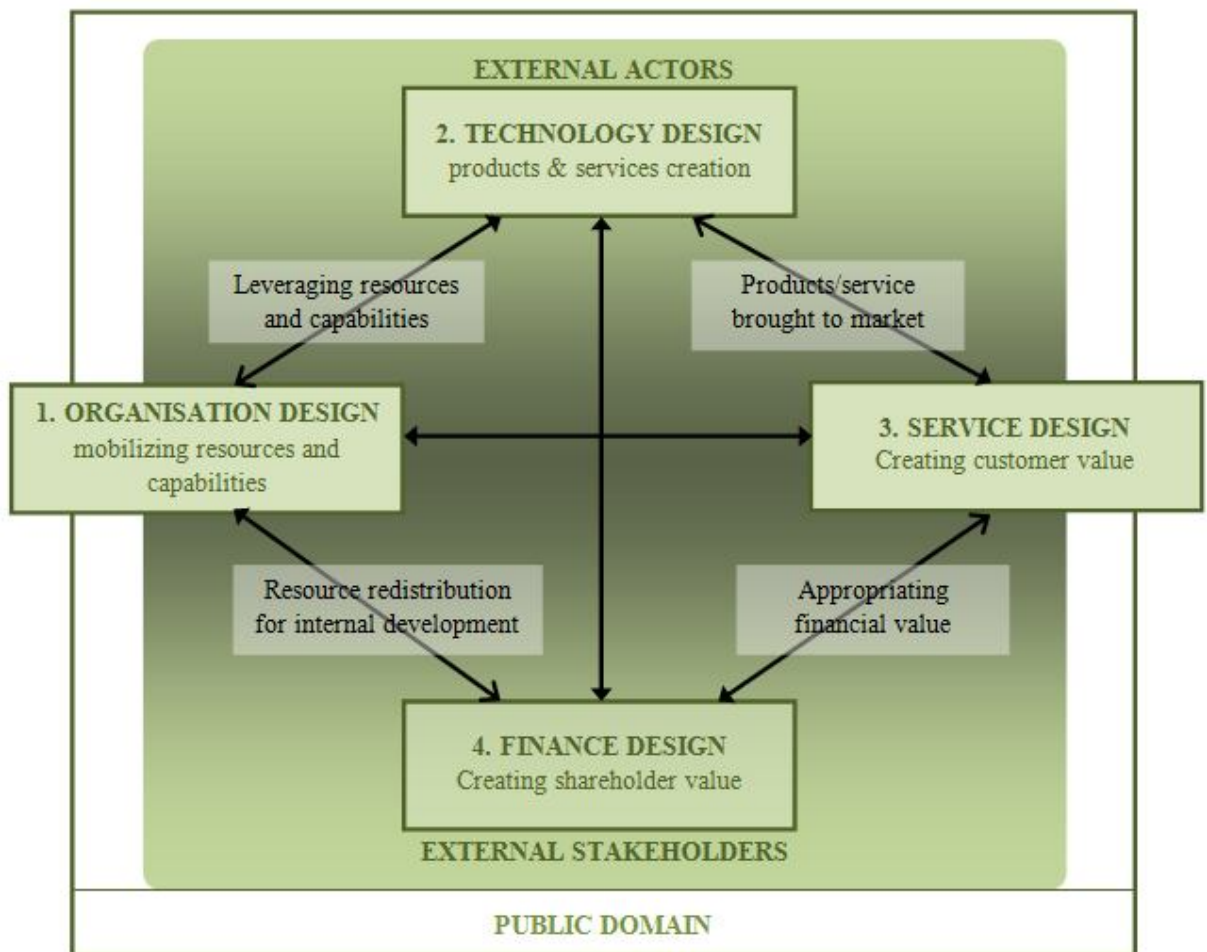 EXTERNAL ACTORS
2. TECHNOLOGY DESIGN
products & services creation
Leveraging resources
and capabilities
Products/service
brought to market
1. ORGANISATION DESIGN
mobilizing resources and
capabilities
3. SERVICE DESIGN
Creating customer value
Resource redistribution
for internal development
Appropriating
financial value
4. FINANCE DESIGN
Creating shareholder value
EXTERNAL STAKEHOLDERS
PUBLIC DOMAIN